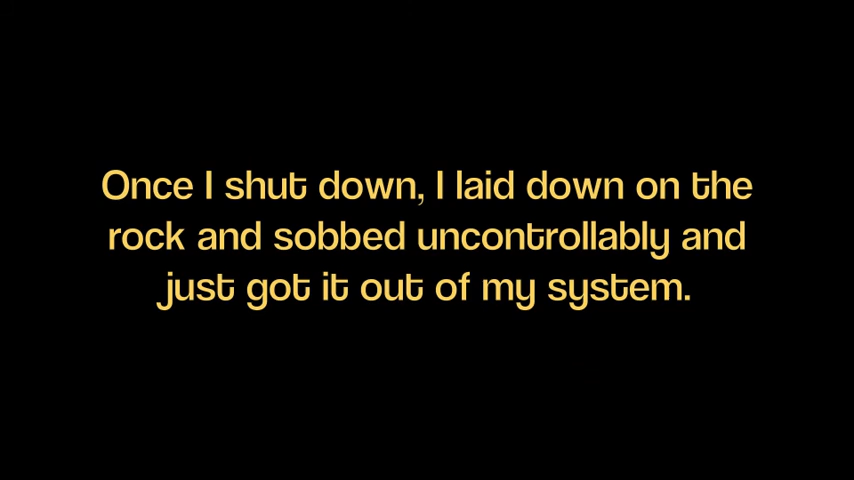 Once I shut down, I laid down on the
rock and sobbed uncontrollably and
just got it out of my system.